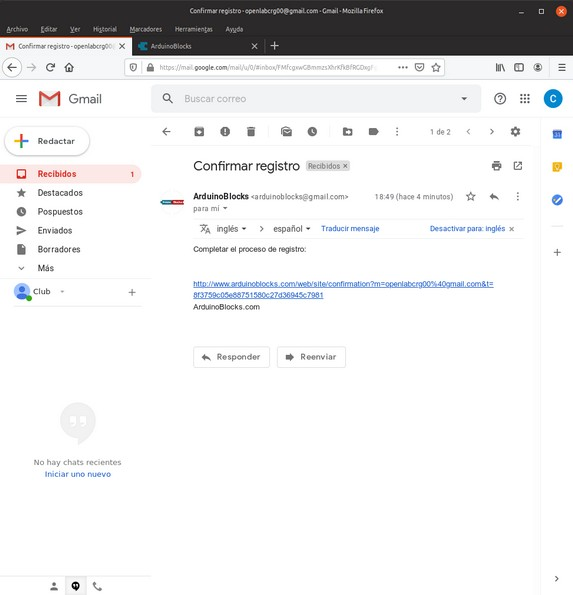 Confirmar registro - openlabcrg00@gmail.com - Gmail - Mozilla Firefox
Archivo Editar Ver Historial Marcadores Herramientas Ayuda
Confirmar registro - openlabcrg00 × ArduinoBlocks × +
https://mail.google.com/mail/u/0/#inbox/
Gmail
Buscar correo
C
Redactar
1 de 2
Recibidos 1
Destacados
Pospuestos
Enviados
Borradores
Más
Club
Confirmar registro Recibidos ×
ArduinoBlocks <arduinoblocks@gmail.com> 18:49 (hace 4 minutos)
para mí
inglés > español Traducir mensaje Desactivar para: inglés ×
Completar el proceso de registro:
http://www.arduinoblocks.com/web/site/confirmation?m=openlabcrg00%40gmail.com&t=
8f3759c05e88751580c27d36945c7981
ArduinoBlocks.com
Responder Reenviar
No hay chats recientes
Iniciar uno nuevo